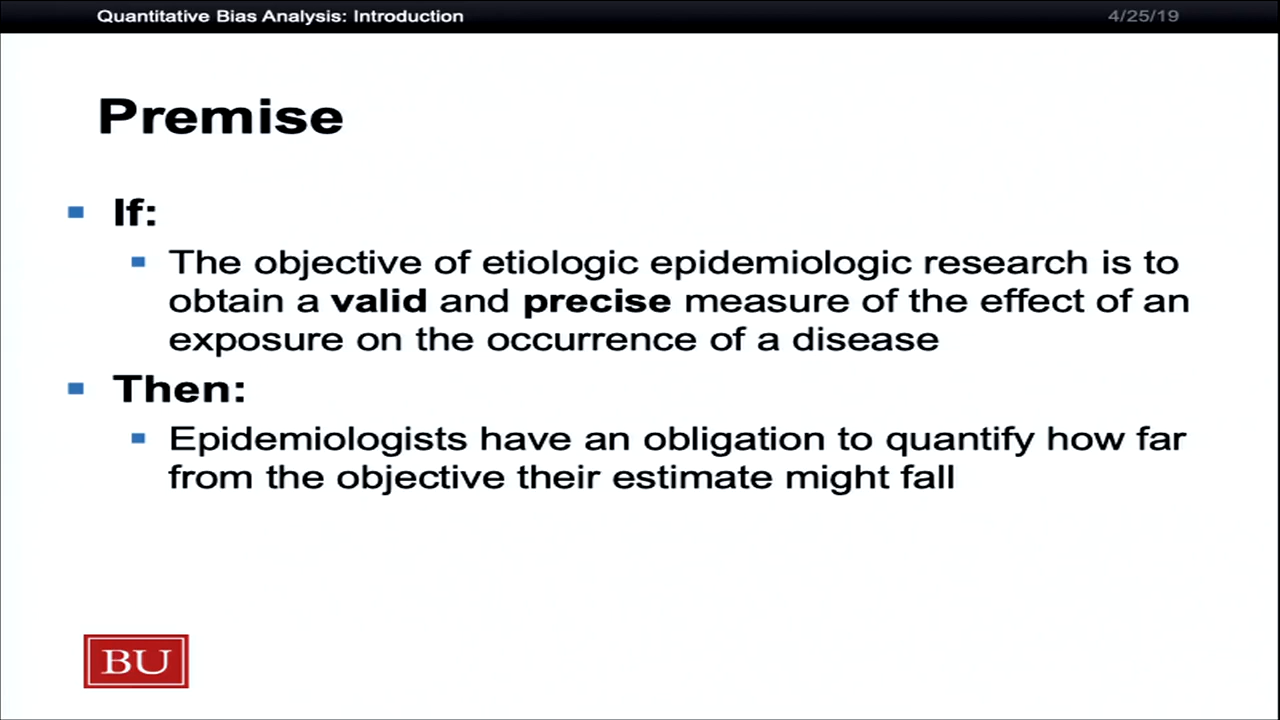 Quantitative Bias Analysis: Introduction
4/25/19
Premise
If:
The objective of etiologic epidemiologic research is to
obtain a valid and precise measure of the effect of an
exposure on the occurrence of a disease
Then:
Epidemiologists have an obligation to quantify how far
from the objective their estimate might fall
BU